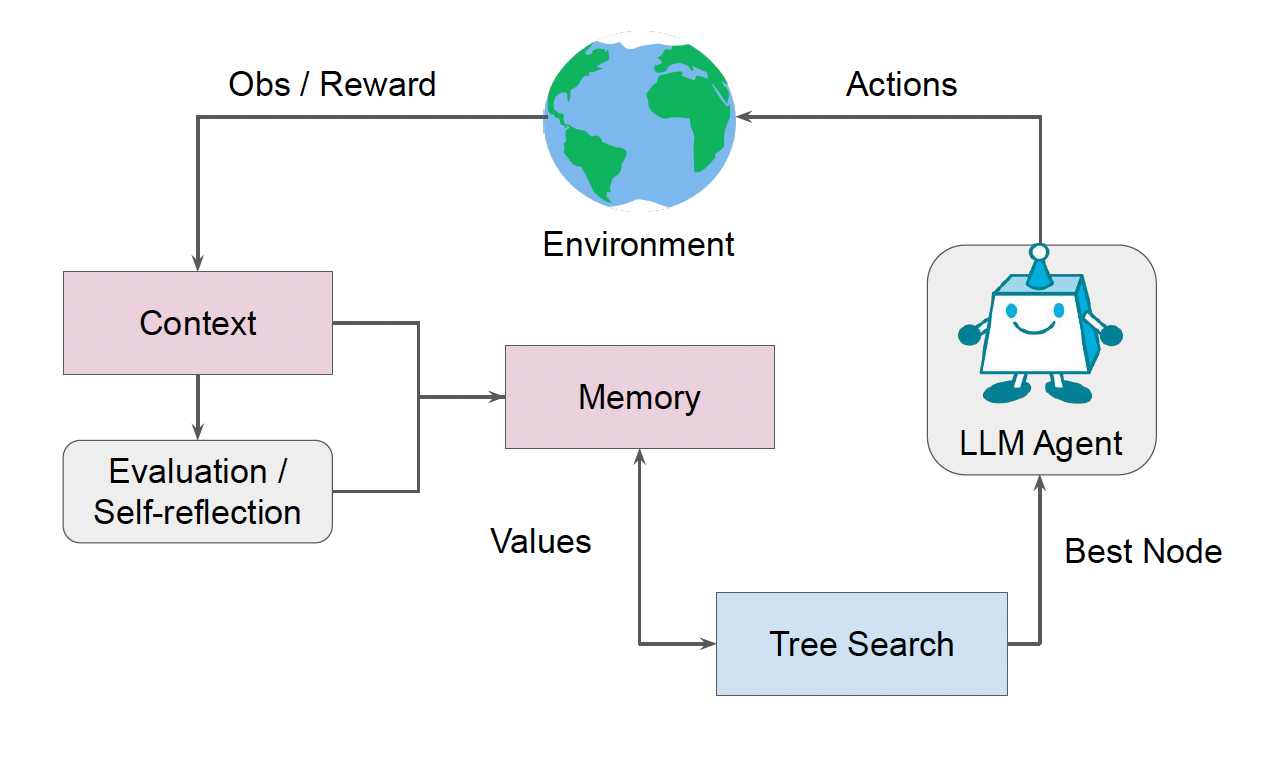 Obs / Reward
Actions
Environment
Context
Memory
LLM Agent
Evaluation /
Self-reflection
Values
Best Node
Tree Search